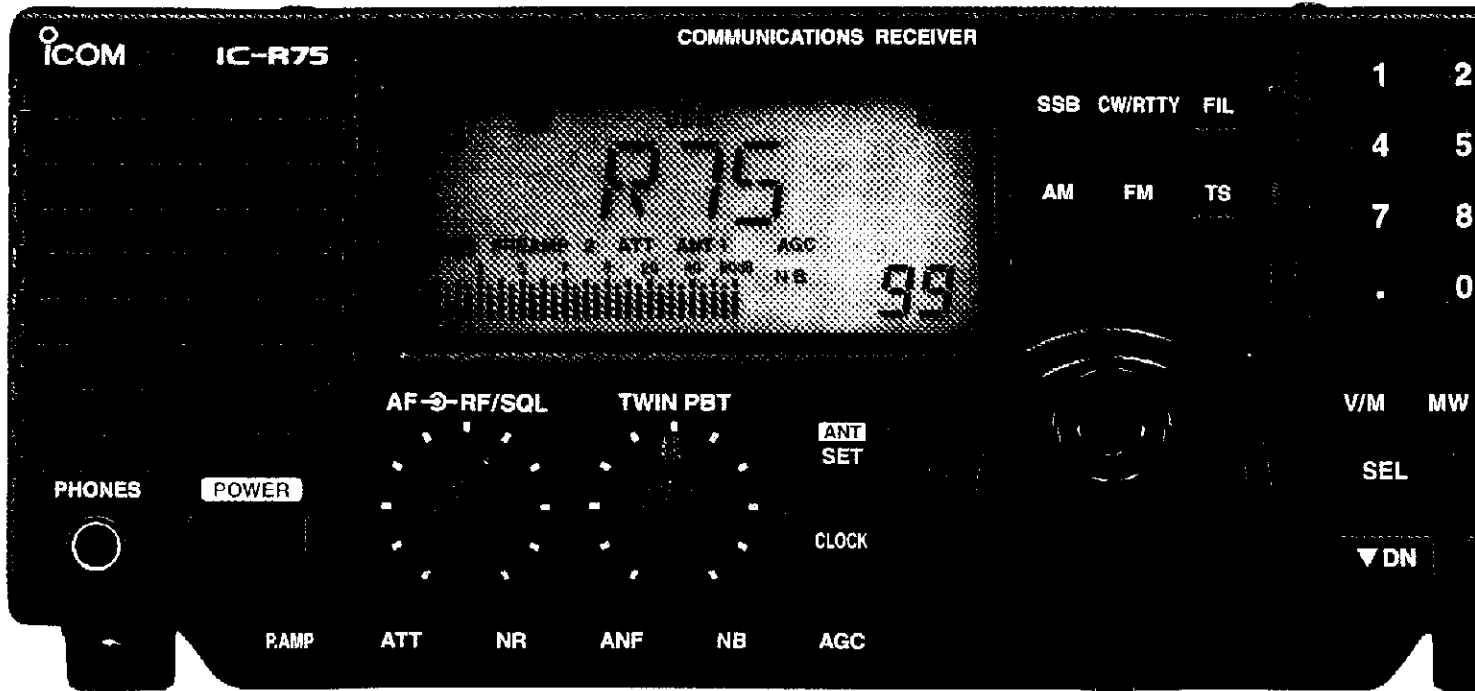 ICOM IC-R75
COMMUNICATIONS RECEIVER
R75
ATT ANT 1 AGC
NB
99
SSB CW/RTTY FIL
AM FM TS
1 2
4 5
7 8
. 0
AF RF/SQL
TWIN PBT
ANT
SET
CLOCK
V/M MW
SEL
▼DN
PHONES
POWER
P.AMP ATT NR ANF NB AGC